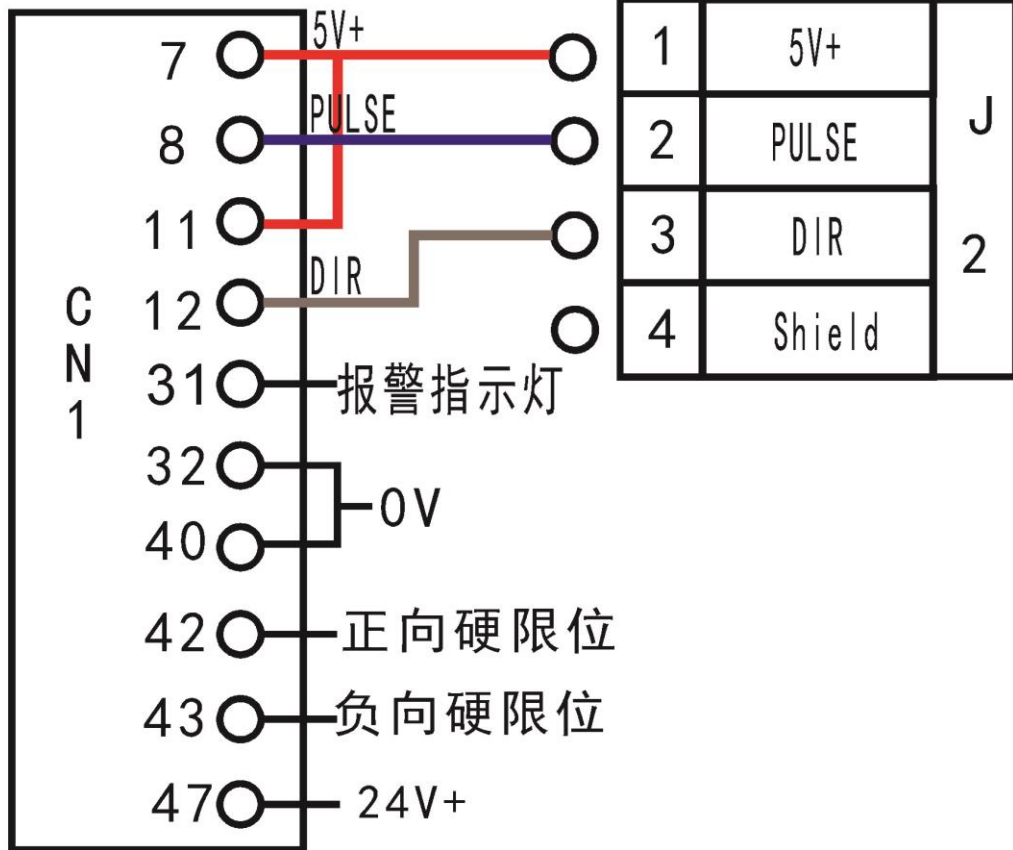 CN1
7 5V+
8 PULSE
11
12 DIR
31 报警指示灯
32
0V
40
42 正向硬限位
43 负向硬限位
47 24V+
1 5V+
2 PULSE
3 DIR
4 Shield
J2